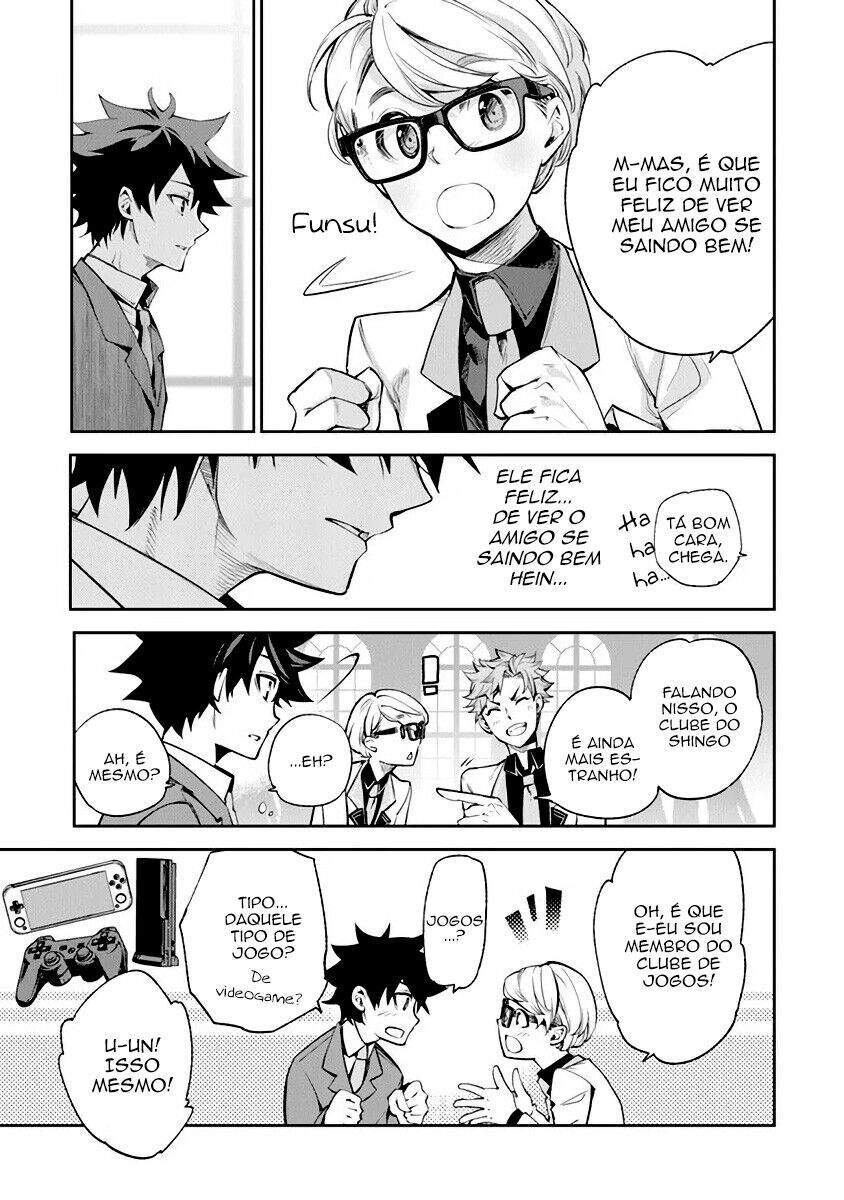 M-MAS, É QUE
EU FICO MUITO
FELIZ DE VER
MEU AMIGO SE
SAINDO BEM!
Funsu!
TÁ BOM
CARA,
CHEGA.
Ha
ha
ha...
ELE FICA
FELIZ...
DE VER O
AMIGO SE
SAINDO BEM
HEIN...
FALANDO
NISSO, O
CLUBE DO
SHINGO
É AINDA
MAIS ES-
TRANHO!
!
...EH?
AH, É
MESMO?
OH, É QUE
E-EU SOU
MEMBRO DO
CLUBE DE
JOGOS!
JOGOS
...?
TIPO...
DAQUELE
TIPO DE
JOGO?
De
videogame?
U-UN!
ISSO
MESMO!